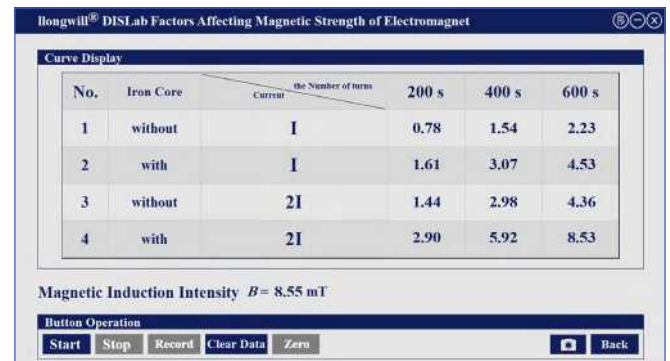 llongwill® DISLab Factors Affecting Magnetic Strength of Electromagnet
Curve Display
No. Iron Core the Number of turns Current 200 s 400 s 600 s
1 without I 0.78 1.54 2.23
2 with I 1.61 3.07 4.53
3 without 2I 1.44 2.98 4.36
4 with 2I 2.90 5.92 8.53
Magnetic Induction Intensity B= 8.55 mT
Button Operation
Start Stop Record Clear Data Zero Back